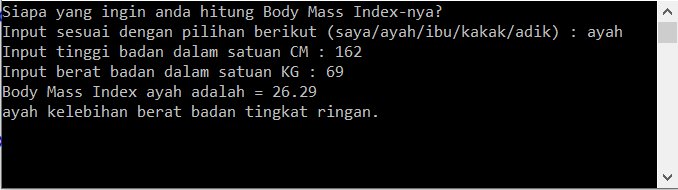 Siapa yang ingin anda hitung Body Mass Index-nya?
Input sesuai dengan pilihan berikut (saya/ayah/ibu/kakak/adik) : ayah
Input tinggi badan dalam satuan CM : 162
Input berat badan dalam satuan KG : 69
Body Mass Index ayah adalah = 26.29
ayah kelebihan berat badan tingkat ringan.